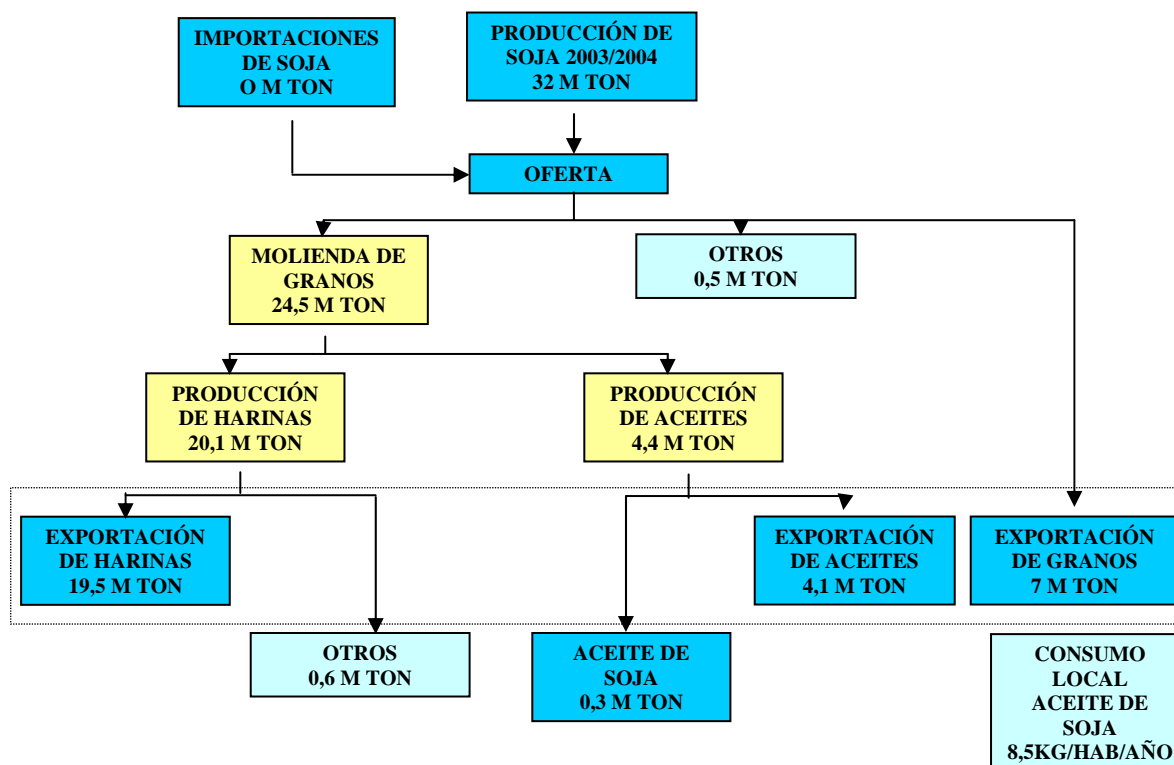 IMPORTACIONES
DE SOJA
O M TON
PRODUCCIÓN DE
SOJA 2003/2004
32 M TON
OFERTA
MOLIENDA DE
GRANOS
24,5 M TON
OTROS
0,5 M TON
PRODUCCIÓN
DE HARINAS
20,1 M TON
PRODUCCIÓN
DE ACEITES
4,4 M TON
EXPORTACIÓN
DE HARINAS
19,5 M TON
EXPORTACIÓN
DE ACEITES
4,1 M TON
EXPORTACIÓN
DE GRANOS
7 M TON
OTROS
0,6 M TON
ACEITE DE
SOJA
0,3 M TON
CONSUMO
LOCAL
ACEITE DE
SOJA
8,5KG/HAB/AÑO